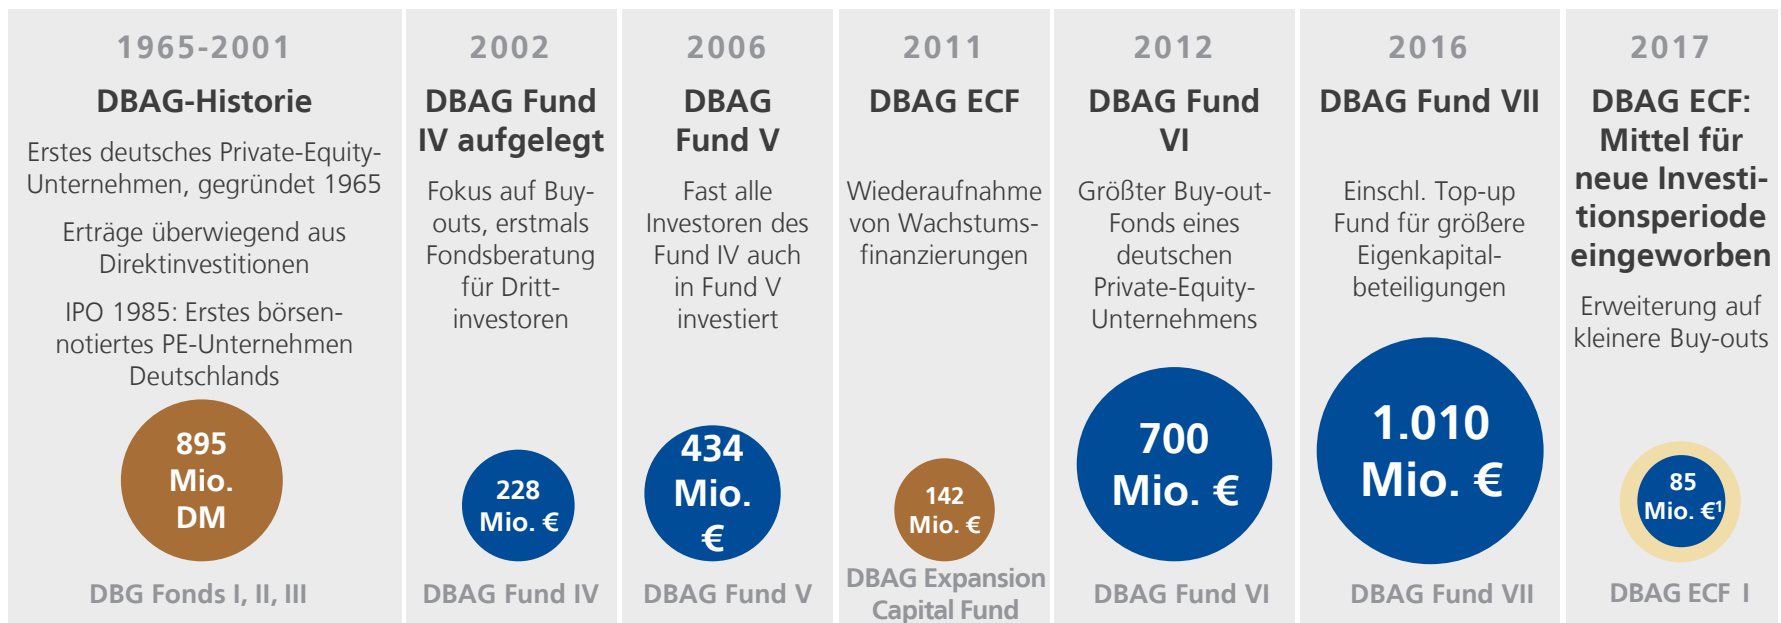 1965-2001
DBAG-Historie
Erstes deutsches Private-Equity-
Unternehmen, gegründet 1965
Erträge überwiegend aus
Direktinvestitionen
IPO 1985: Erstes börsen-
notiertes PE-Unternehmen
Deutschlands
895
Mio.
DM
DBG Fonds I, II, III
2002
DBAG Fund
IV aufgelegt
Fokus auf Buy-
outs, erstmals
Fondsberatung
für Dritt-
investoren
228
Mio. €
DBAG Fund IV
2006
DBAG
Fund V
Fast alle
Investoren des
Fund IV auch
in Fund V
investiert
434
Mio.
€
DBAG Fund V
2011
DBAG ECF
Wiederaufnahme
von Wachstums-
finanzierungen
142
Mio. €
DBAG Expansion
Capital Fund
2012
DBAG Fund
VI
Größter Buy-out-
Fonds eines
deutschen
Private-Equity-
Unternehmens
700
Mio. €
DBAG Fund VI
2016
DBAG Fund VII
Einschl. Top-up
Fund für größere
Eigenkapital-
beteiligungen
1.010
Mio. €
DBAG Fund VII
2017
DBAG ECF:
Mittel für
neue Investi-
tionsperiode
eingeworben
Erweiterung auf
kleinere Buy-outs
85
Mio. €¹
DBAG ECF I